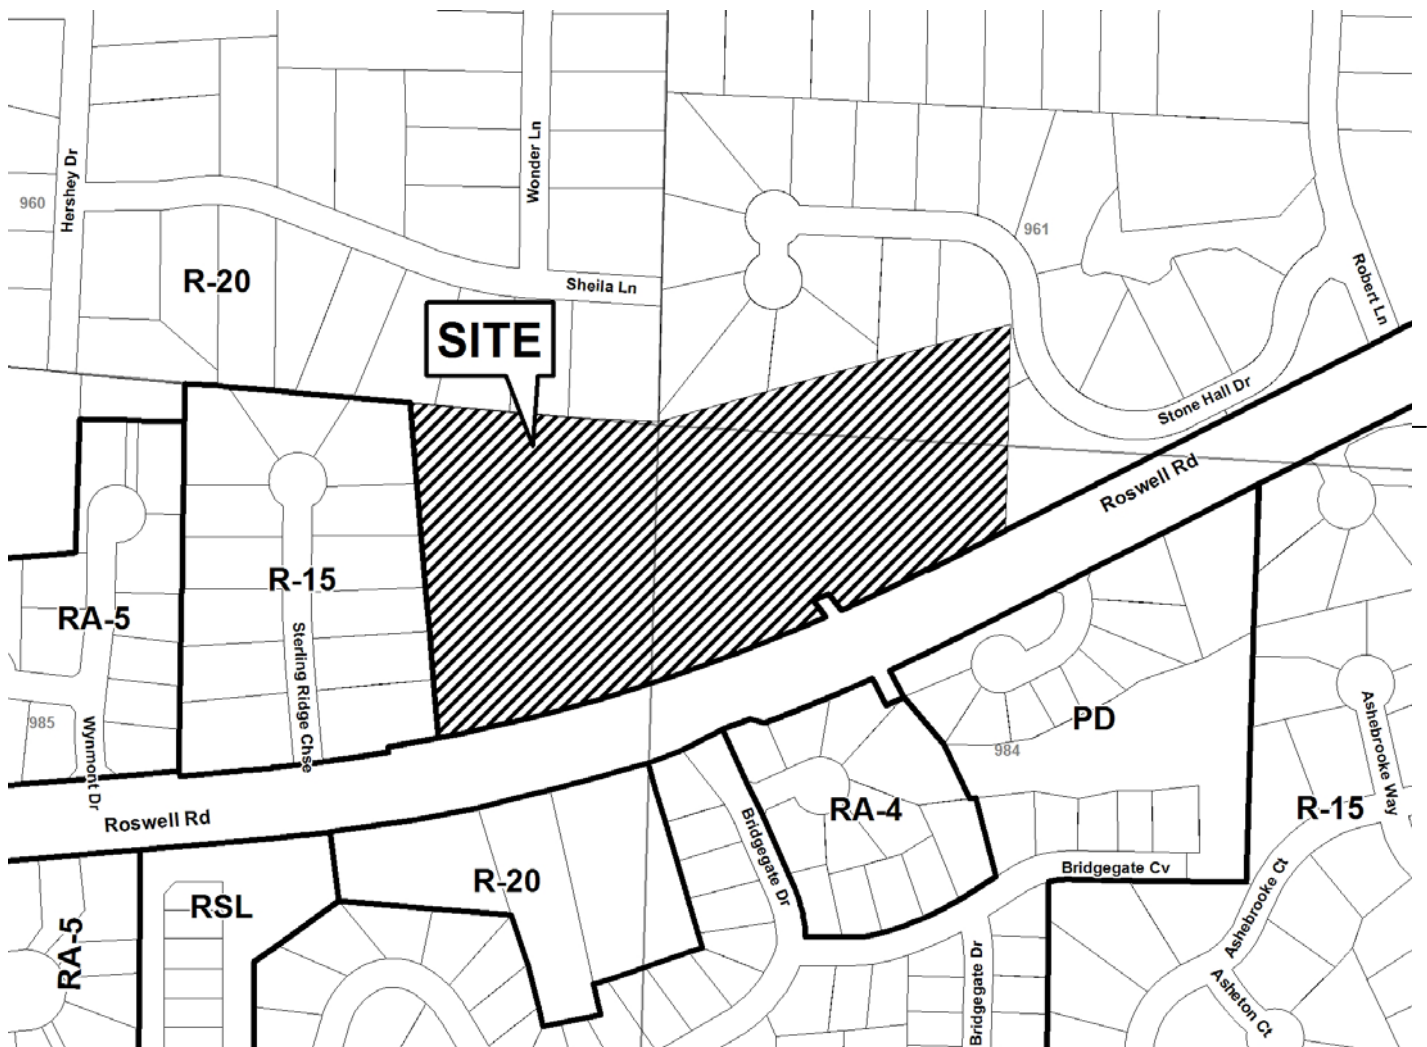 Hershey Dr
Wonder Ln
960
961
R-20
Sheila Ln
Robert Ln
SITE
Stone Hall Dr
Roswell Rd
R-15
RA-5
Sterling Ridge Chse
985
Wynmont Dr
PD
984
Ashebrooke Way
RA-4
R-15
Roswell Rd
Bridgegate Dr
Bridgegate Cv
R-20
RSL
Ashebrooke Ct
RA-5
Bridgegate Dr
Asheton Ct